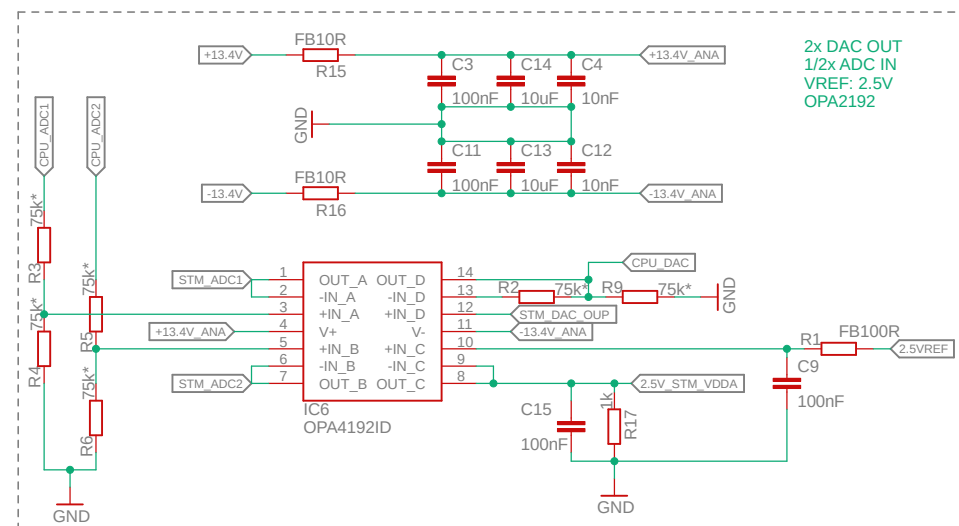 2x DAC OUT
1/2x ADC IN
VREF: 2.5V
OPA2192
+13.4V
FB10R
R15
C3
100nF
C14
10uF
C4
10nF
+13.4V_ANA
GND
C11
100nF
C13
10uF
C12
10nF
-13.4V
FB10R
R16
-13.4V_ANA
CPU_ADC1
CPU_ADC2
75k*
R3
75k*
R4
75k*
R5
75k*
R6
GND
STM_ADC1
+13.4V_ANA
STM_ADC2
1 OUT_A OUT_D 14
2 -IN_A -IN_D 13
3 +IN_A +IN_D 12
4 V+ V- 11
5 +IN_B +IN_C 10
6 -IN_B -IN_C 9
7 OUT_B OUT_C 8
IC6
OPA4192ID
CPU_DAC
R2
75k*
R9
75k*
GND
STM_DAC_OUP
-13.4V_ANA
R1
FB100R
2.5VREF
C9
100nF
2.5V_STM_VDDA
C15
100nF
1k
R17
GND